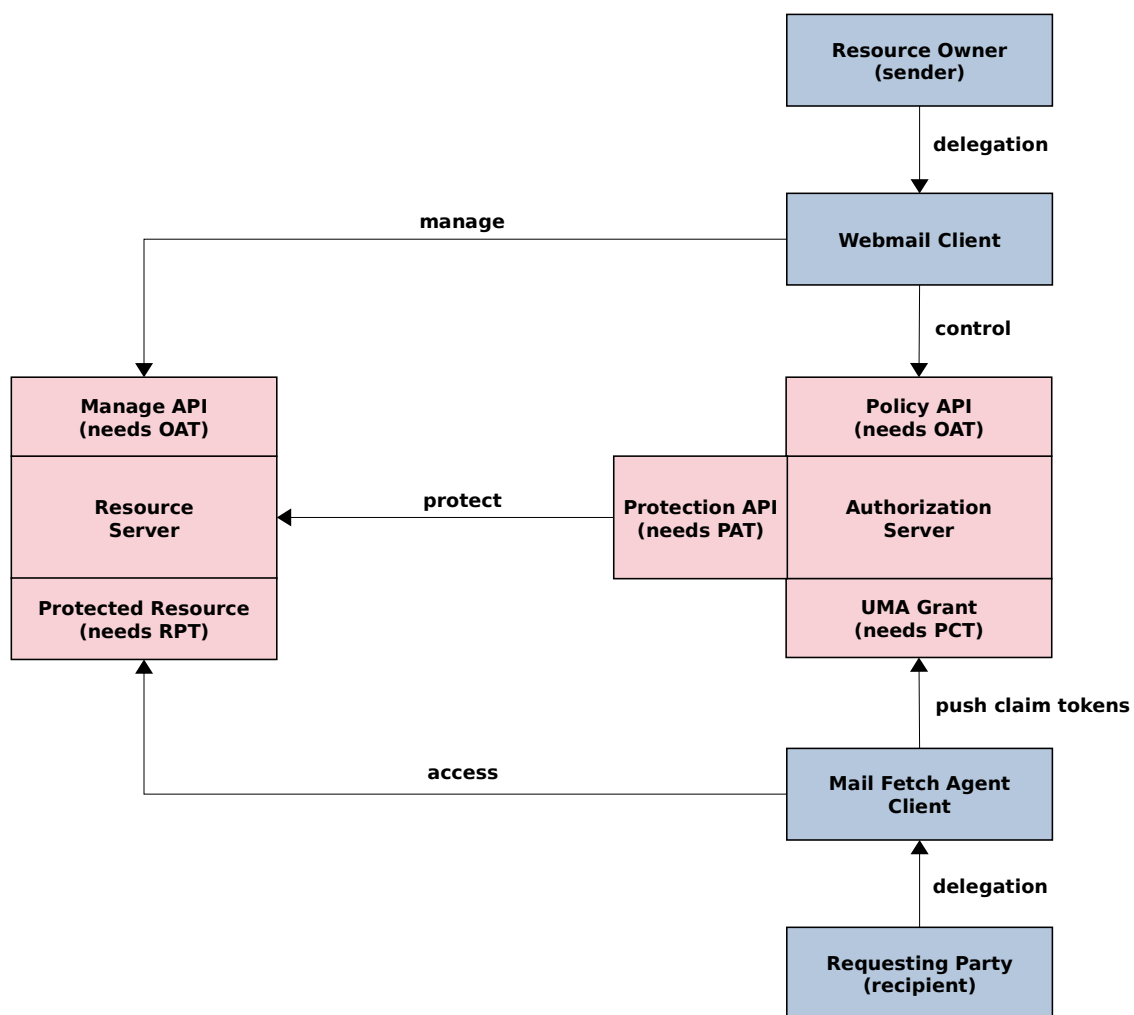 Resource Owner
(sender)
delegation
manage
Webmail Client
control
Manage API
(needs OAT)
Policy API
(needs OAT)
Resource
Server
protect
Protection API
(needs PAT)
Authorization
Server
Protected Resource
(needs RPT)
UMA Grant
(needs PCT)
push claim tokens
access
Mail Fetch Agent
Client
delegation
Requesting Party
(recipient)